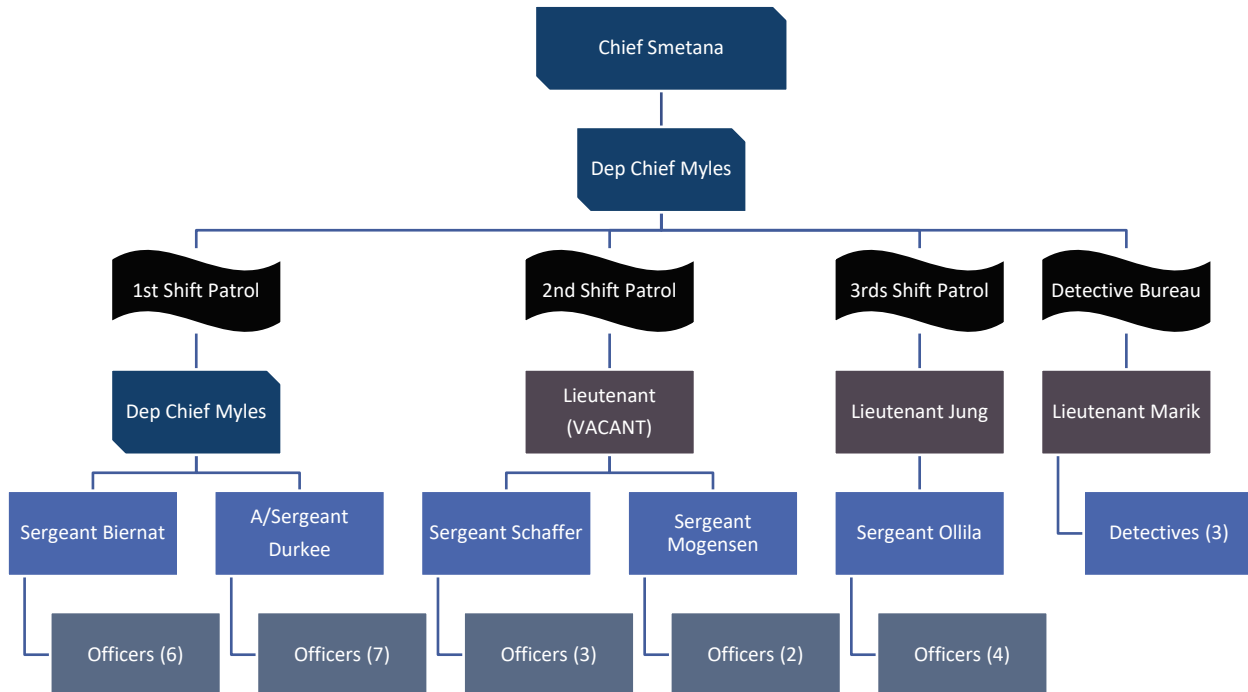 Chief Smetana
Dep Chief Myles
1st Shift Patrol
2nd Shift Patrol
3rds Shift Patrol
Detective Bureau
Dep Chief Myles
Lieutenant
(VACANT)
Lieutenant Jung
Lieutenant Marik
Sergeant Biernat
A/Sergeant
Durkee
Sergeant Schaffer
Sergeant
Mogensen
Sergeant Ollila
Detectives (3)
Officers (6)
Officers (7)
Officers (3)
Officers (2)
Officers (4)